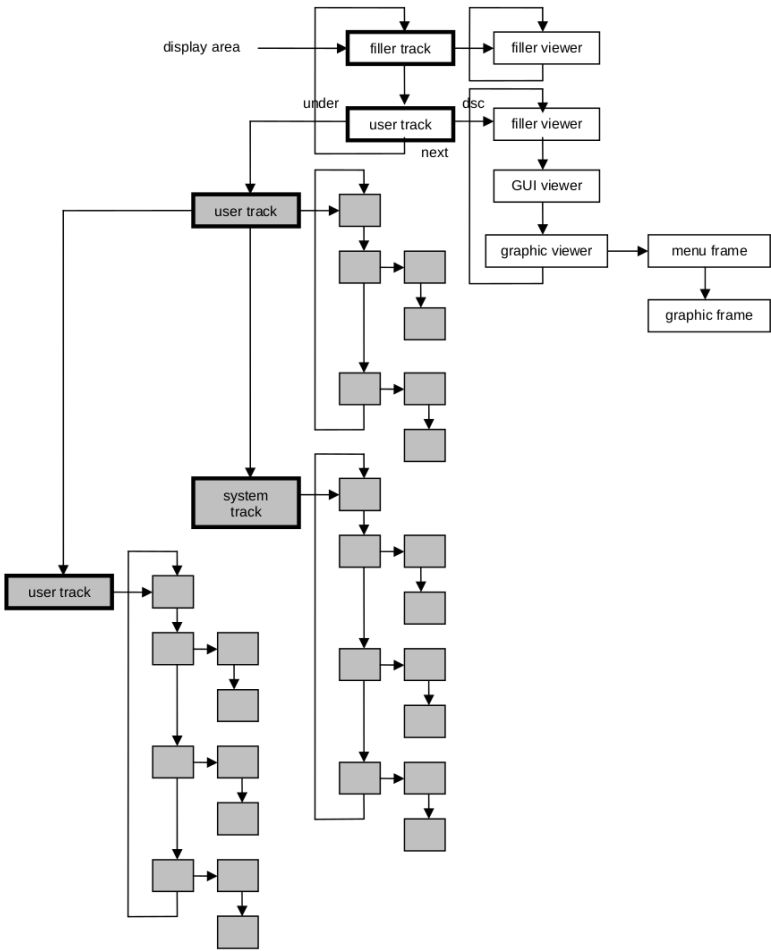 display area
filler track
filler viewer
under
dsc
user track
filler viewer
next
GUI viewer
user track
graphic viewer
menu frame
graphic frame
system
track
user track